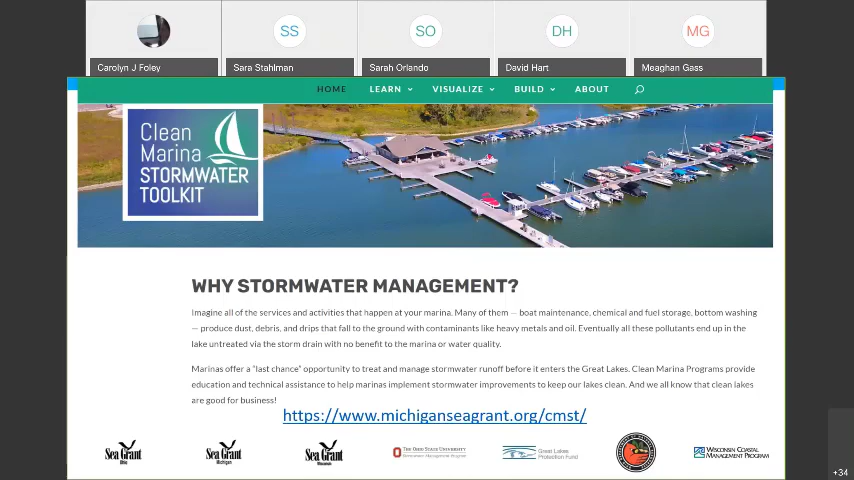 SS
SO
DH
MG
Carolyn J Foley
Sara Stahlman
Sarah Orlando
David Hart
Meaghan Gass
HOME LEARN VISUALIZE BUILD ABOUT
Clean
Marina
STORMWATER
TOOLKIT
WHY STORMWATER MANAGEMENT?
Imagine all of the services and activities that happen at your marina. Many of them — boat maintenance, chemical and fuel storage, bottom washing
— produce dust, debris, and drips that fall to the ground with contaminants like heavy metals and oil. Eventually all these pollutants end up in the
lake untreated via the storm drain with no benefit to the marina or water quality.
Marinas offer a "last chance" opportunity to treat and manage stormwater runoff before it enters the Great Lakes. Clean Marina Programs provide
education and technical assistance to help marinas implement stormwater improvements to keep our lakes clean. And we all know that clean lakes
are good for business!
https://www.michiganseagrant.org/cmst/
Sea Grant
Ohio
Sea Grant
Michigan
Sea Grant
Wisconsin
THE OHIO STATE UNIVERSITY
Great Lakes
Protection Fund
WISCONSIN COASTAL
MANAGEMENT PROGRAM
+34